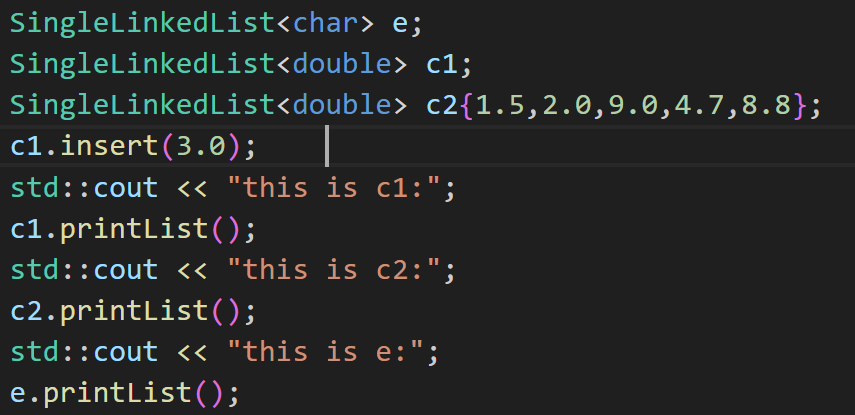 SingleLinkedList<char> e;
SingleLinkedList<double> c1;
SingleLinkedList<double> c2{1.5,2.0,9.0,4.7,8.8};
c1.insert(3.0);
std::cout << "this is c1:";
c1.printList();
std::cout << "this is c2:";
c2.printList();
std::cout << "this is e:";
e.printList();